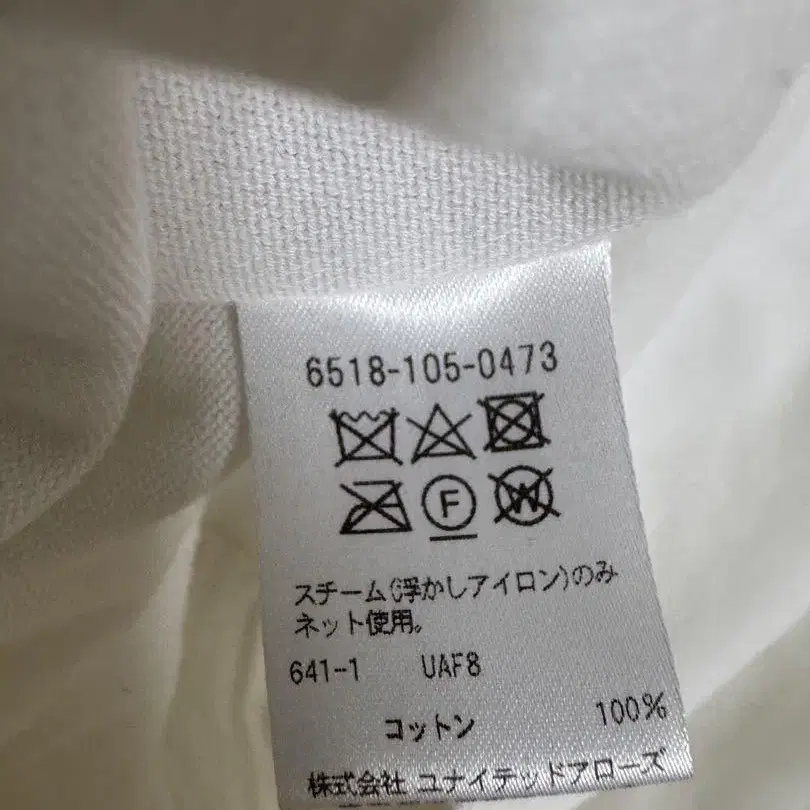 6518-105-0473
F
W
スチーム(浮かしアイロン)のみ
ネット使用。
641-1 UAF8
コットン 100%
株式会社 ユナイテッドアローズ